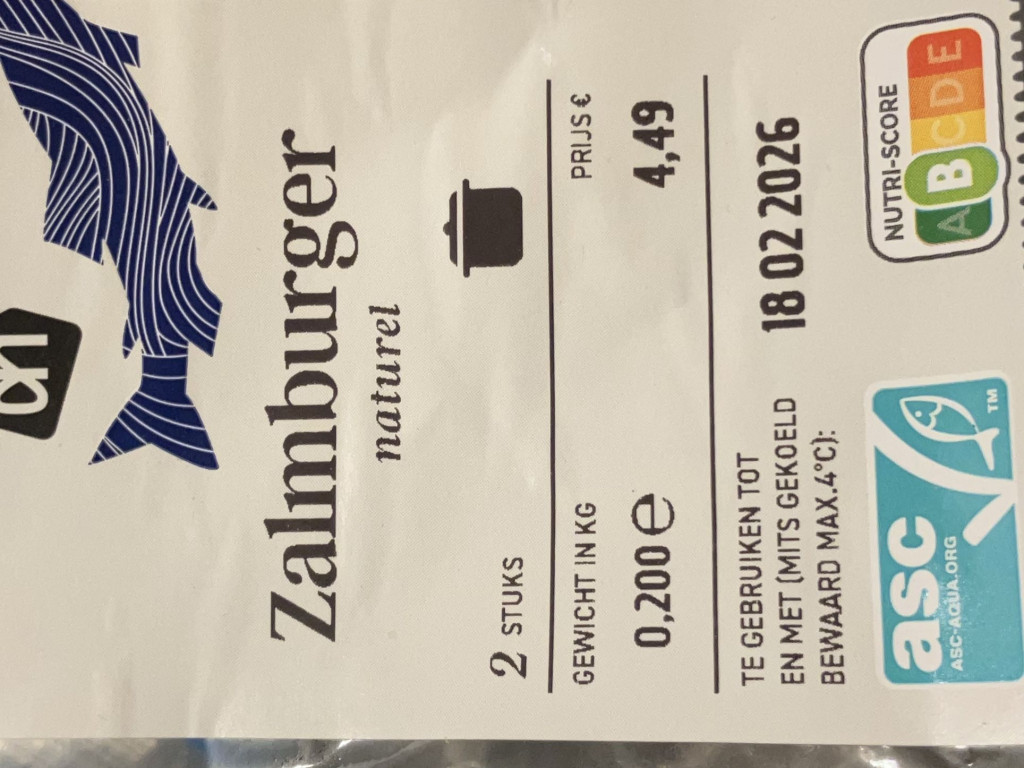 ah
Zalmburger
naturel
2 STUKS
GEWICHT IN KG
PRIJS €
0,200 e
4,49
TE GEBRUIKEN TOT
EN MET (MITS GEKOELD
BEWAARD MAX.4°C):
18 02 2026
asc
ASC-AQUA.ORG
TM
NUTRI-SCORE
A B C D E